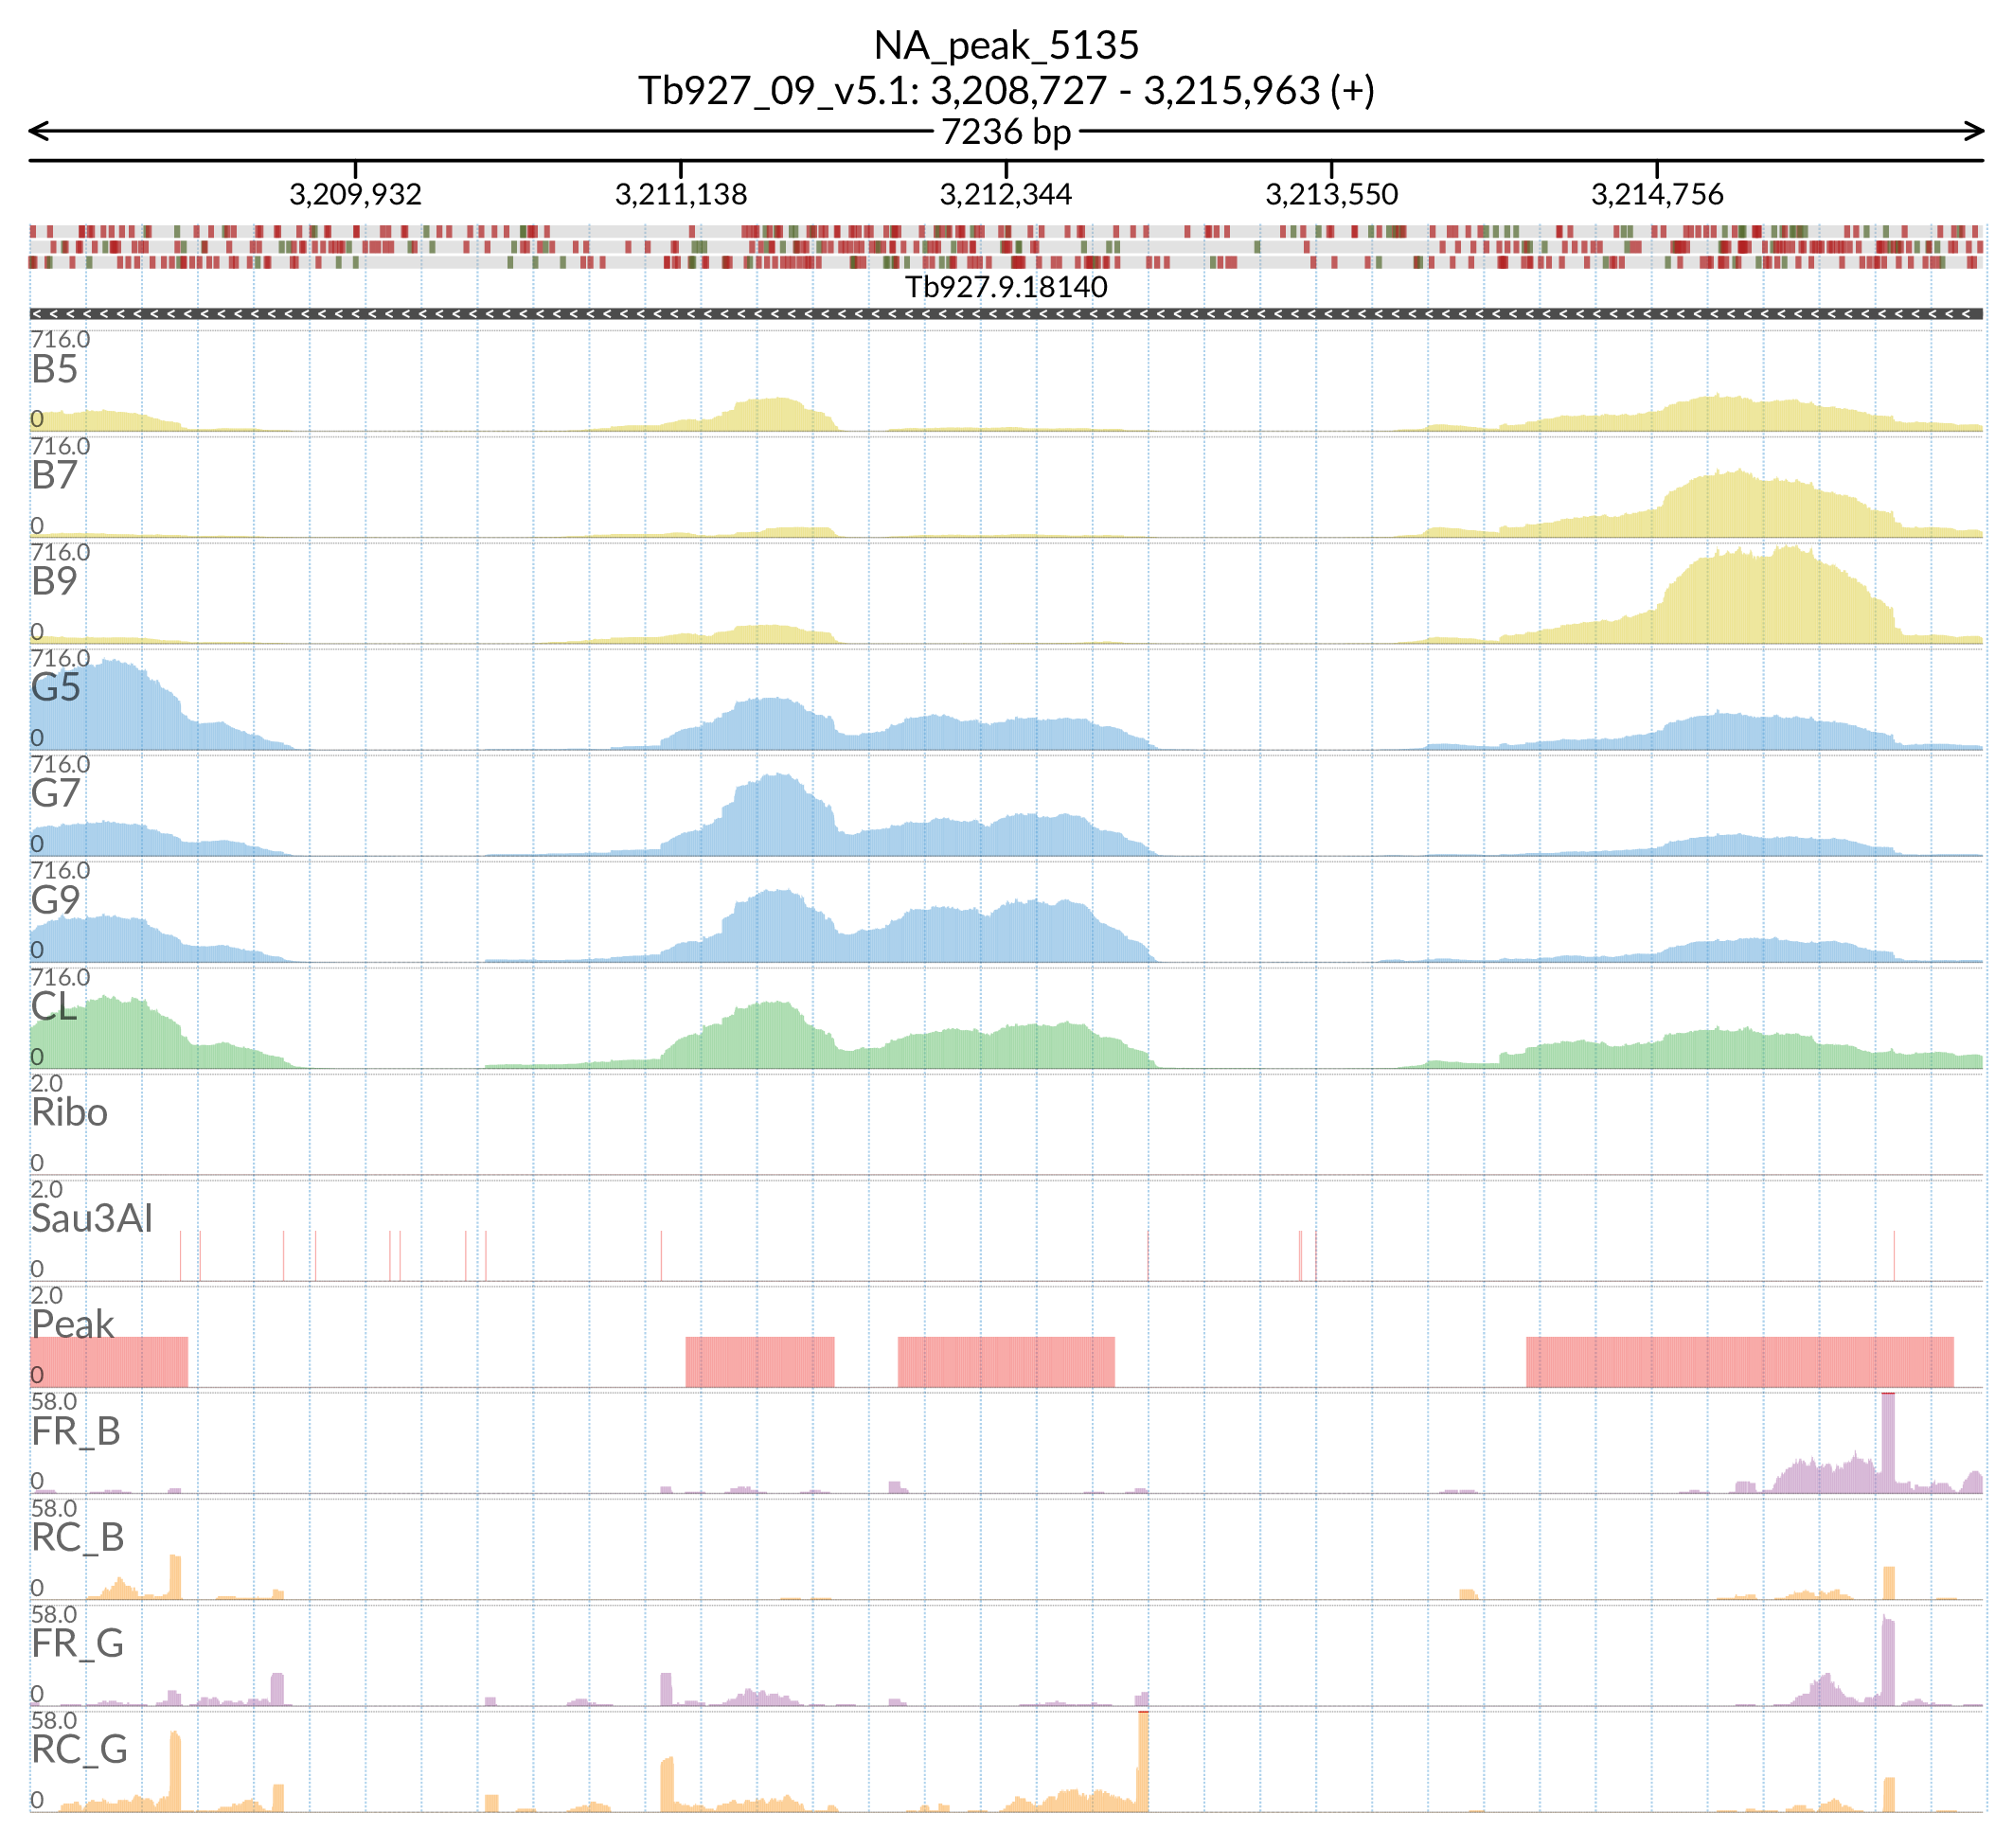 NA_peak_5135
Tb927_09_v5.1: 3,208,727 - 3,215,963 (+)
7236 bp
3,209,932 3,211,138 3,212,344 3,213,550 3,214,756
Tb927.9.18140
716.0
B5
0
716.0
B7
0
716.0
B9
0
716.0
G5
0
716.0
G7
0
716.0
G9
0
716.0
CL
0
2.0
Ribo
0
2.0
Sau3AI
0
2.0
Peak
0
58.0
FR_B
0
58.0
RC_B
0
58.0
FR_G
0
58.0
RC_G
0